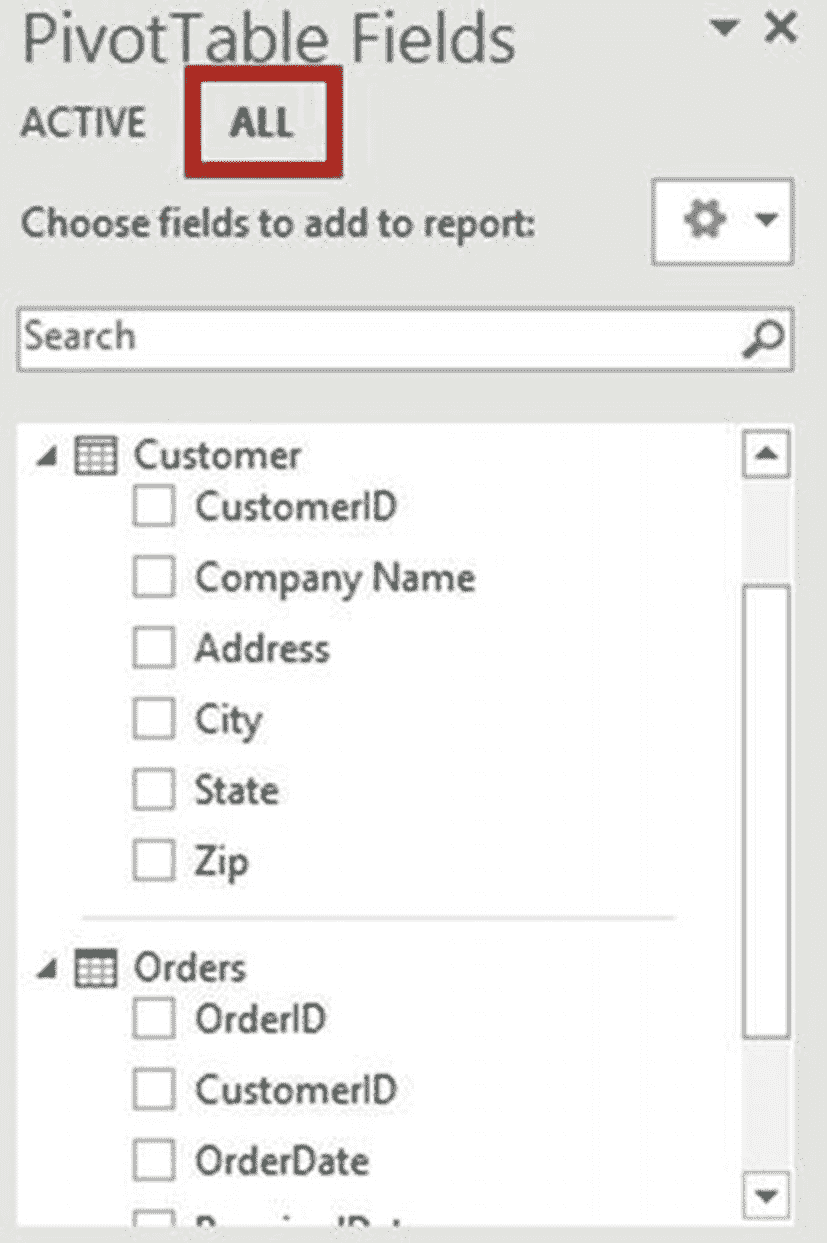 PivotTable Fields
ACTIVE ALL
Choose fields to add to report:
Search
Customer
CustomerID
Company Name
Address
City
State
Zip
Orders
OrderID
CustomerID
OrderDate